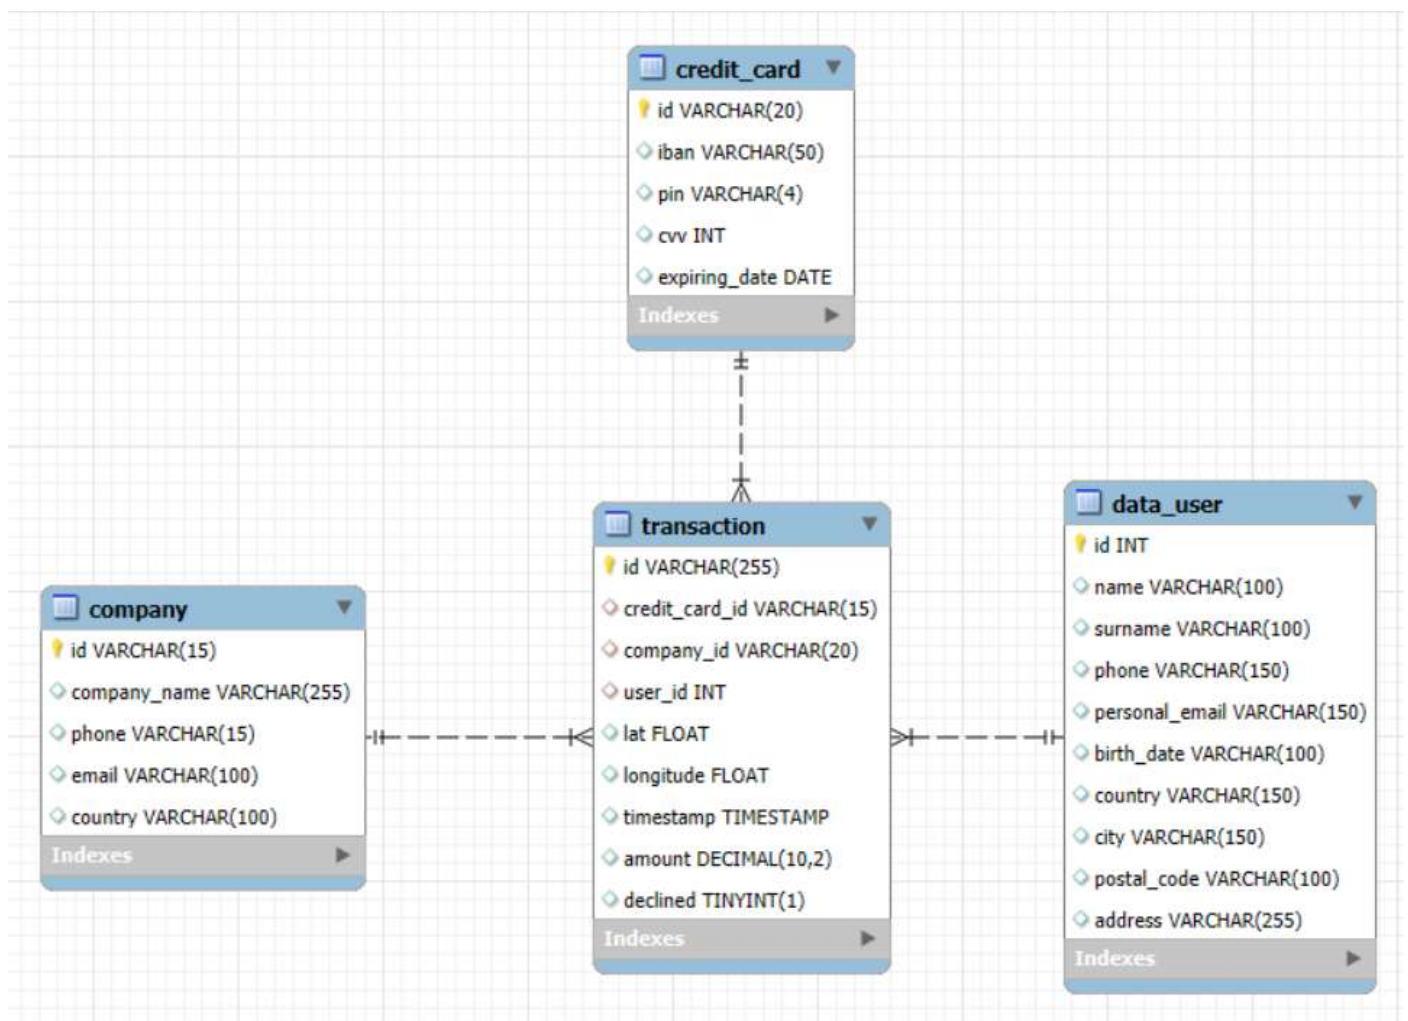 credit_card
id VARCHAR(20)
iban VARCHAR(50)
pin VARCHAR(4)
cvv INT
expiring_date DATE
Indexes
transaction
id VARCHAR(255)
credit_card_id VARCHAR(15)
company_id VARCHAR(20)
user_id INT
lat FLOAT
longitude FLOAT
timestamp TIMESTAMP
amount DECIMAL(10,2)
declined TINYINT(1)
Indexes
company
id VARCHAR(15)
company_name VARCHAR(255)
phone VARCHAR(15)
email VARCHAR(100)
country VARCHAR(100)
Indexes
data_user
id INT
name VARCHAR(100)
surname VARCHAR(100)
phone VARCHAR(150)
personal_email VARCHAR(150)
birth_date VARCHAR(100)
country VARCHAR(150)
city VARCHAR(150)
postal_code VARCHAR(100)
address VARCHAR(255)
Indexes